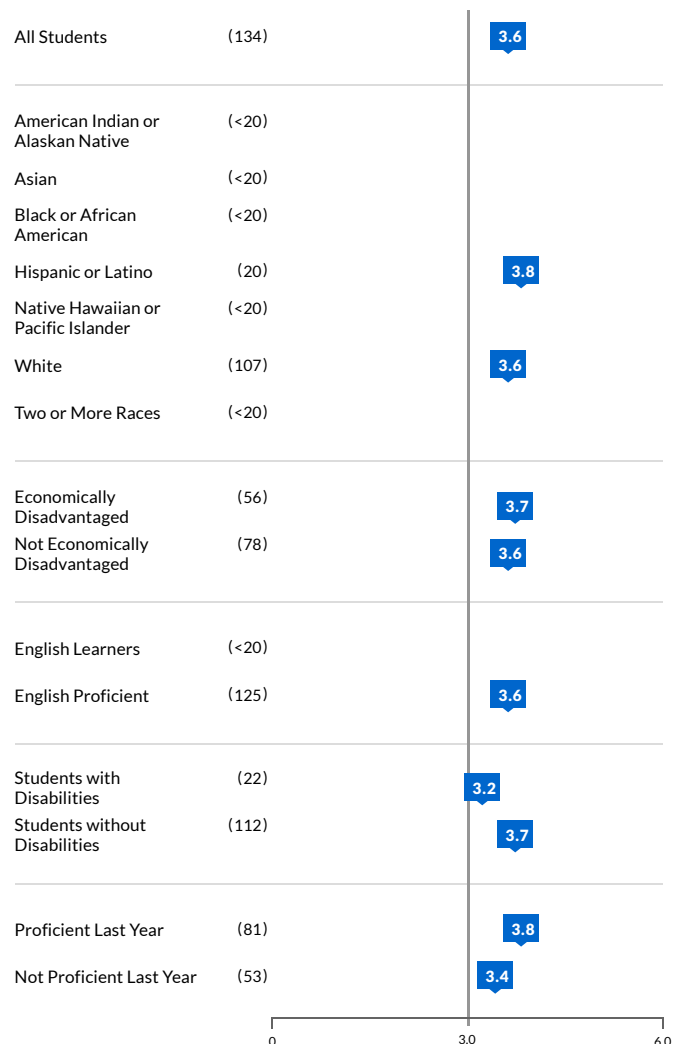 All Students (134) 3.6
American Indian or (<20)
Alaskan Native
Asian (<20)
Black or African (<20)
American
Hispanic or Latino (20) 3.8
Native Hawaiian or (<20)
Pacific Islander
White (107) 3.6
Two or More Races (<20)
Economically (56) 3.7
Disadvantaged
Not Economically (78) 3.6
Disadvantaged
English Learners (<20)
English Proficient (125) 3.6
Students with (22) 3.2
Disabilities
Students without (112) 3.7
Disabilities
Proficient Last Year (81) 3.8
Not Proficient Last Year (53) 3.4
0 3.0 6.0